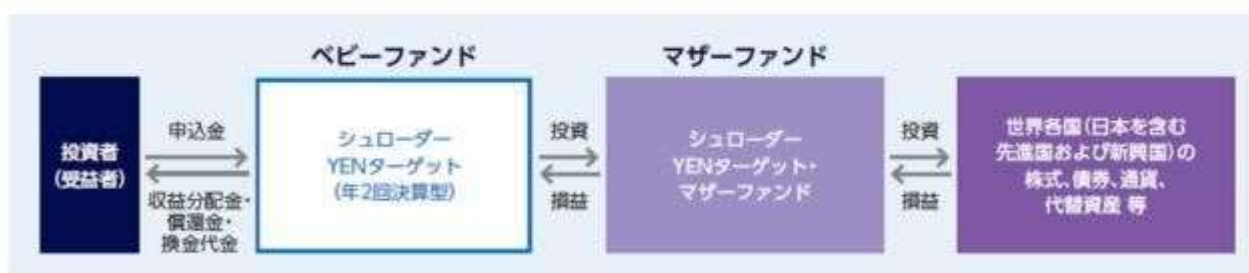 ベビーファンド
マザーファンド
投資者
(受益者)
申込金
収益分配金・
償還金・
換金代金
シュローダー
YENターゲット
(年2回決算型)
投資
損益
シュローダー
YENターゲット・
マザーファンド
投資
損益
世界各国(日本を含む
先進国および新興国)の
株式、債券、通貨、
代替資産 等